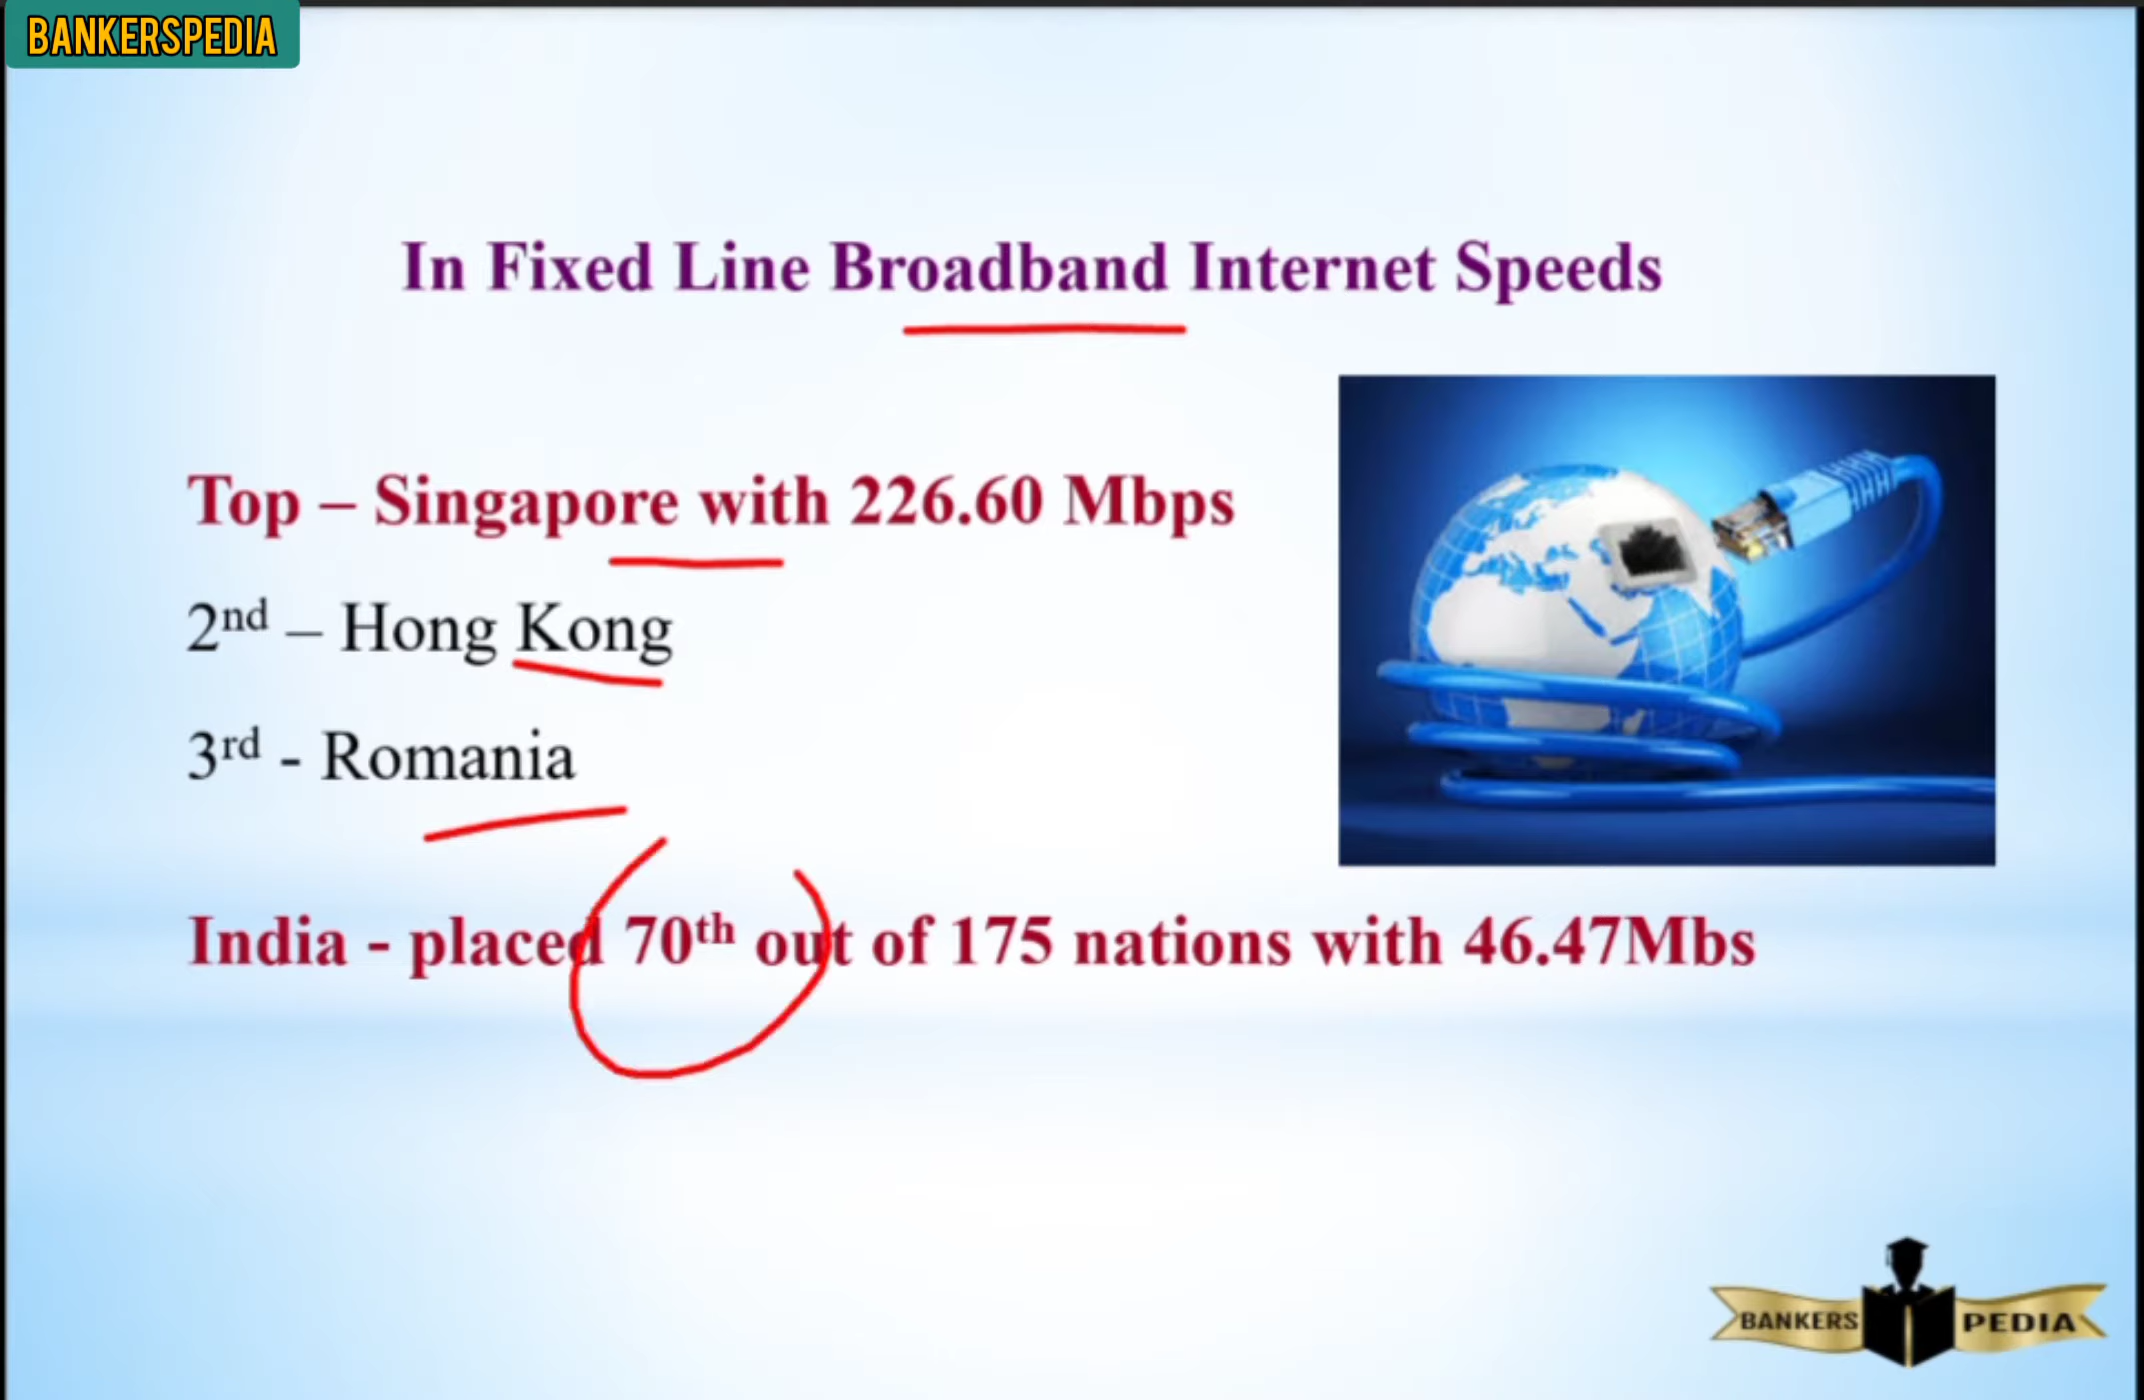 BANKERSPEDIA
In Fixed Line Broadband Internet Speeds
Top – Singapore with 226.60 Mbps
2nd – Hong Kong
3rd - Romania
India - placed 70th out of 175 nations with 46.47Mbs
BANKERS PEDIA